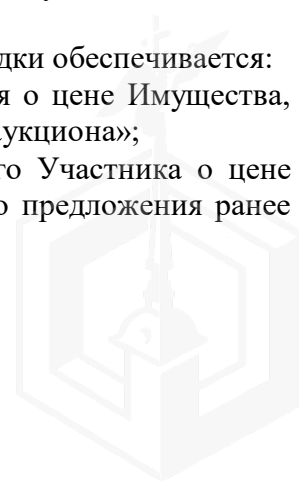 дки обеспечивается:
я о цене Имущества,
укциона»;
го Участника о цене
о предложения ранее